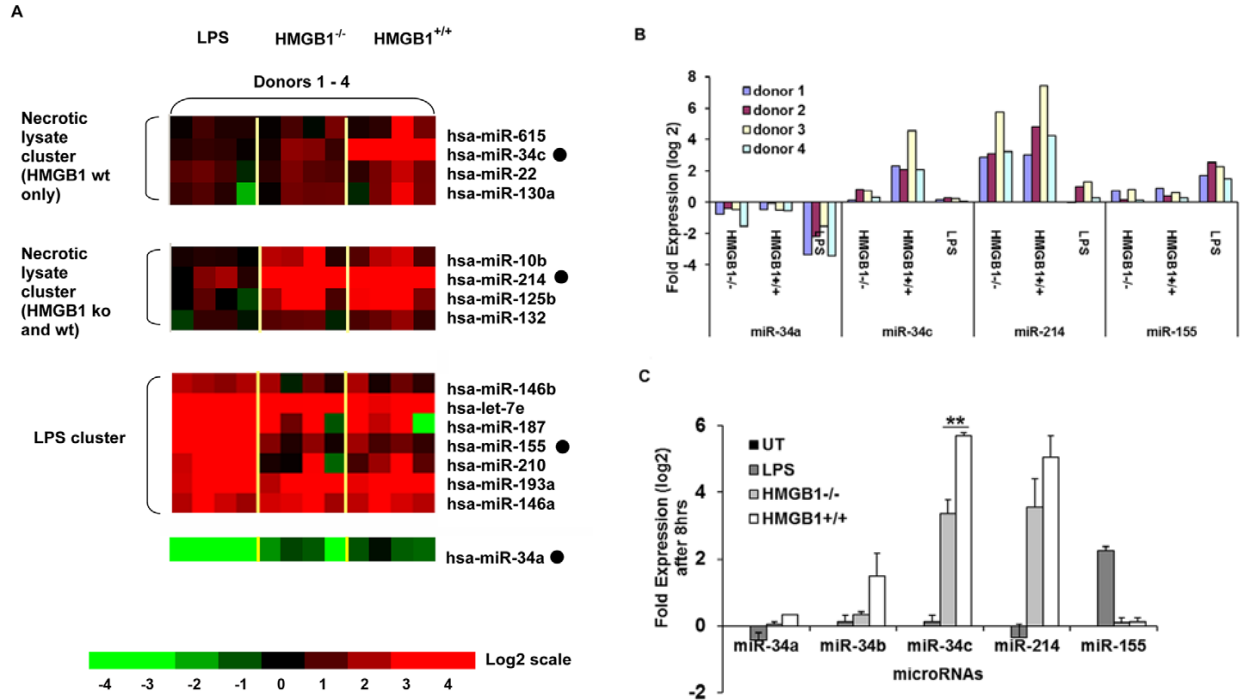 A
LPS HMGB1-/- HMGB1+/+
Donors 1 - 4
Necrotic
lysate
cluster
(HMGB1 wt
only)
hsa-miR-615
hsa-miR-34c
hsa-miR-22
hsa-miR-130a
Necrotic
lysate
cluster
(HMGB1 ko
and wt)
hsa-miR-10b
hsa-miR-214
hsa-miR-125b
hsa-miR-132
LPS cluster
hsa-miR-146b
hsa-let-7e
hsa-miR-187
hsa-miR-155
hsa-miR-210
hsa-miR-193a
hsa-miR-146a
hsa-miR-34a
Log2 scale
-4 -3 -2 -1 0 1 2 3 4
B
Fold Expression (log 2)
8
6
4
2
0
-2
-4
donor 1
donor 2
donor 3
donor 4
HMGB1-/- HMGB1+/+ LPS HMGB1-/- HMGB1+/+ LPS HMGB1-/- HMGB1+/+ LPS HMGB1-/- HMGB1+/+ LPS
miR-34a miR-34c miR-214 miR-155
C
Fold Expression (log2)
after 8hrs
6
4
2
0
-2
UT
LPS
HMGB1-/-
HMGB1+/+
**
miR-34a miR-34b miR-34c miR-214 miR-155
microRNAs